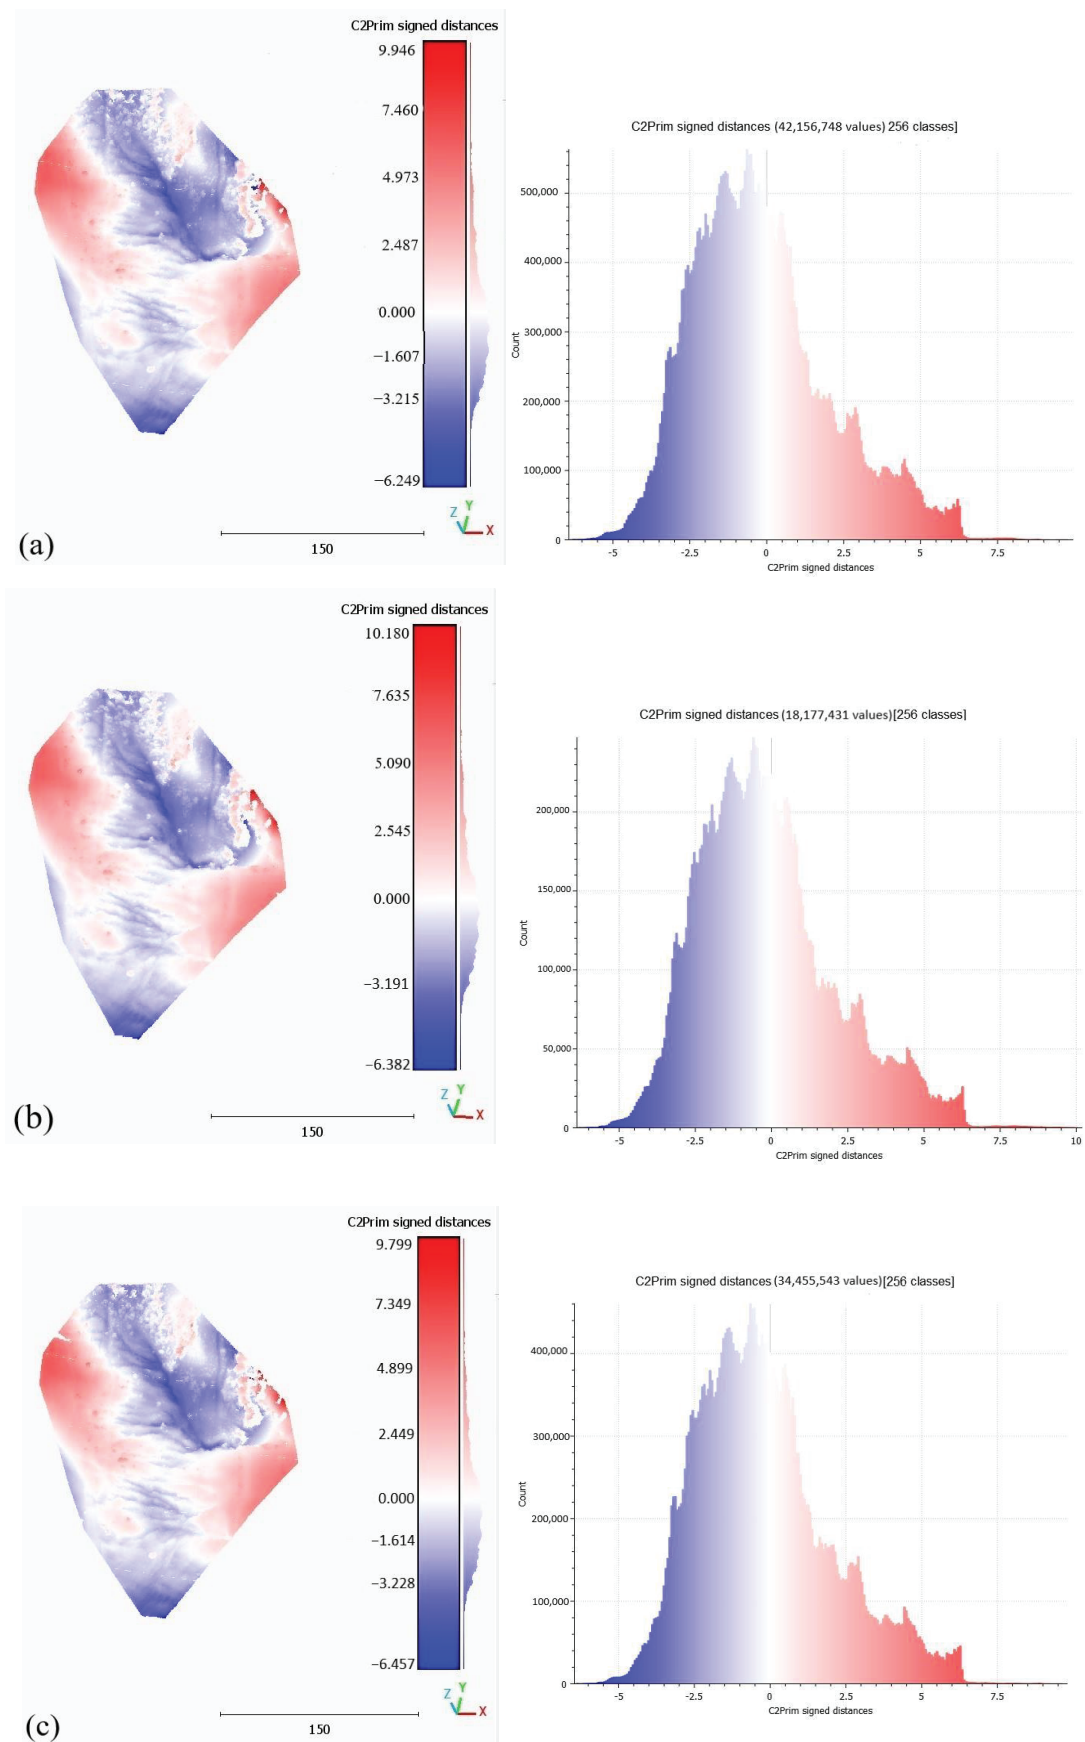 C2Prim signed distances
9.946
7.460
4.973
2.487
0.000
−1.607
−3.215
−6.249
Z Y X
150
(a)
C2Prim signed distances (42,156,748 values) 256 classes]
500,000
400,000
300,000
200,000
100,000
0
Count
-5 -2.5 0 2.5 5 7.5
C2Prim signed distances
C2Prim signed distances
10.180
7.635
5.090
2.545
0.000
−3.191
−6.382
Z Y X
150
(b)
C2Prim signed distances (18,177,431 values)[256 classes]
200,000
150,000
100,000
50,000
0
Count
-5 -2.5 0 2.5 5 7.5 10
C2Prim signed distances
C2Prim signed distances
9.799
7.349
4.899
2.449
0.000
−1.614
−3.228
−6.457
Z Y X
150
(c)
C2Prim signed distances (34,455,543 values)[256 classes]
400,000
300,000
200,000
100,000
0
Count
-5 -2.5 0 2.5 5 7.5
C2Prim signed distances